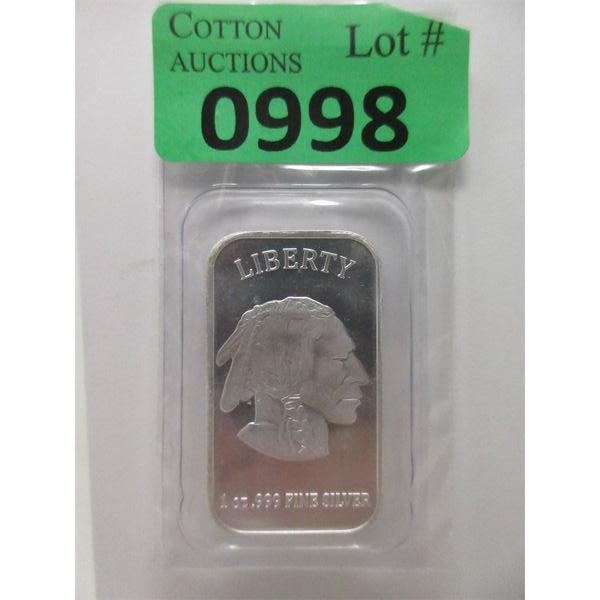 COTTON
AUCTIONS
Lot #
0998
LIBERTY
1 oz .999 FINE SILVER